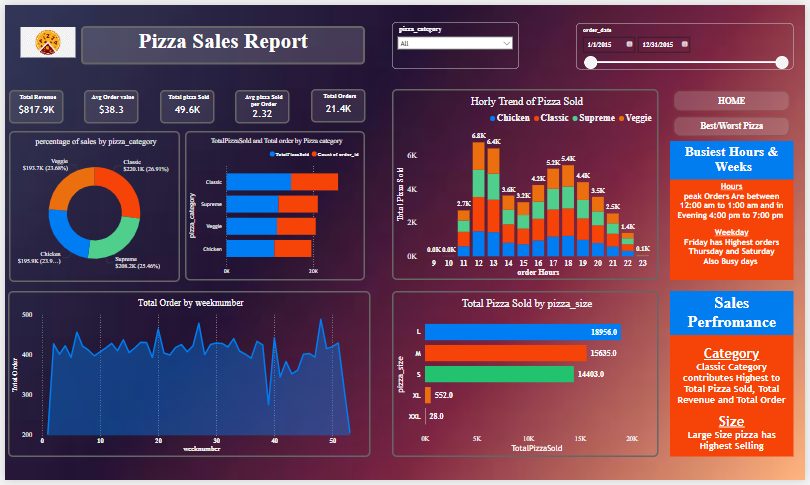 Pizza Sales Report
pizza_category
All
order_date
1/1/2015
12/31/2015
Total Revenue
$817.9K
Avg Order value
$38.3
Total pizza Sold
49.6K
Avg pizza Sold
per Order
2.32
Total Orders
21.4K
HOME
Best/Worst Pizza
percentage of sales by pizza_category
Veggie
$193.7K (23.68%)
Classic
$220.1K (26.91%)
Chicken
$195.9K (23.9…)
Supreme
$208.2K (25.46%)
TotalPizzaSold and Total order by Pizza category
TotalPizzaSold
Count of order_id
pizza_category
Classic
Supreme
Veggie
Chicken
0K
20K
Horly Trend of Pizza Sold
Chicken
Classic
Supreme
Veggie
Total Pizza Sold
6K
4K
2K
0K
0.0K
0.0K
2.7K
6.8K
6.4K
3.6K
3.2K
4.2K
5.2K
5.4K
4.4K
3.5K
2.5K
1.4K
0.1K
9 10 11 12 13 14 15 16 17 18 19 20 21 22 23
order Hours
Busiest Hours &
Weeks
Hours
peak Orders Are between
12:00 am to 1:00 am and in
Evening 4:00 pm to 7:00 pm
Weekday
Friday has Highest orders
Thursday and Saturday
Also Busy days
Total Order by weeknumber
Total Order
500
400
300
200
0 10 20 30 40 50
weeknumber
Total Pizza Sold by pizza_size
pizza_size
L 18956.0
M 15635.0
S 14403.0
XL 552.0
XXL 28.0
0K 5K 10K 15K 20K
TotalPizzaSold
Sales
Perfromance
Category
Classic Category
contributes Highest to
Total Pizza Sold, Total
Revenue and Total Order
Size
Large Size pizza has
Highest Selling